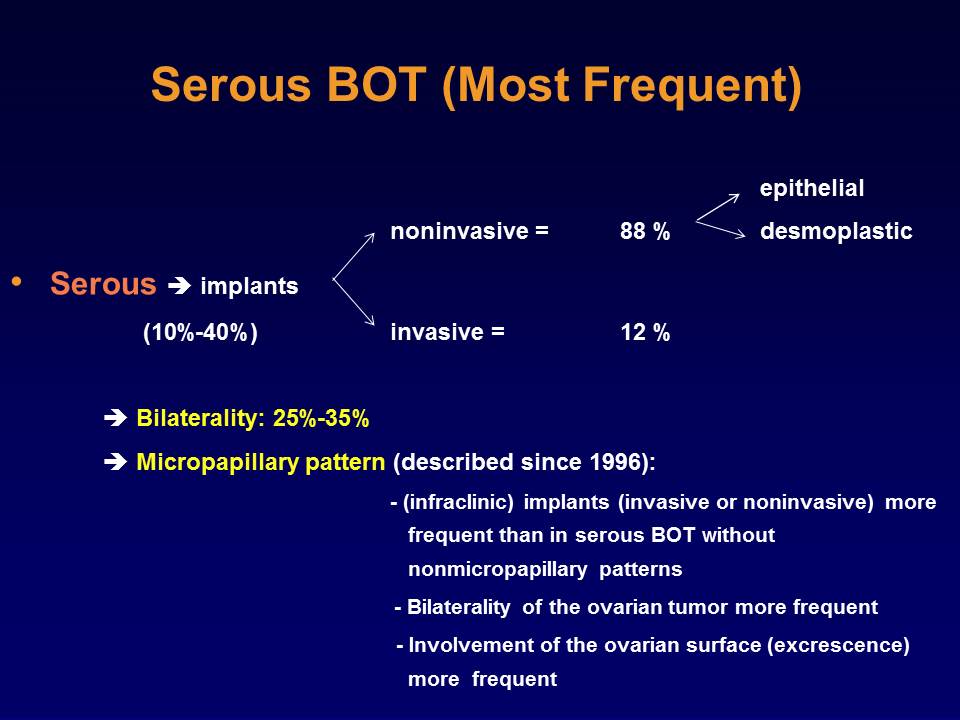 Serous BOT (Most Frequent)
epithelial
noninvasive = 88 % desmoplastic
• Serous ➔ implants
(10%-40%) invasive = 12 %
➔ Bilaterality: 25%-35%
➔ Micropapillary pattern (described since 1996):
- (infraclinic) implants (invasive or noninvasive) more
frequent than in serous BOT without
nonmicropapillary patterns
- Bilaterality of the ovarian tumor more frequent
- Involvement of the ovarian surface (excrescence)
more frequent